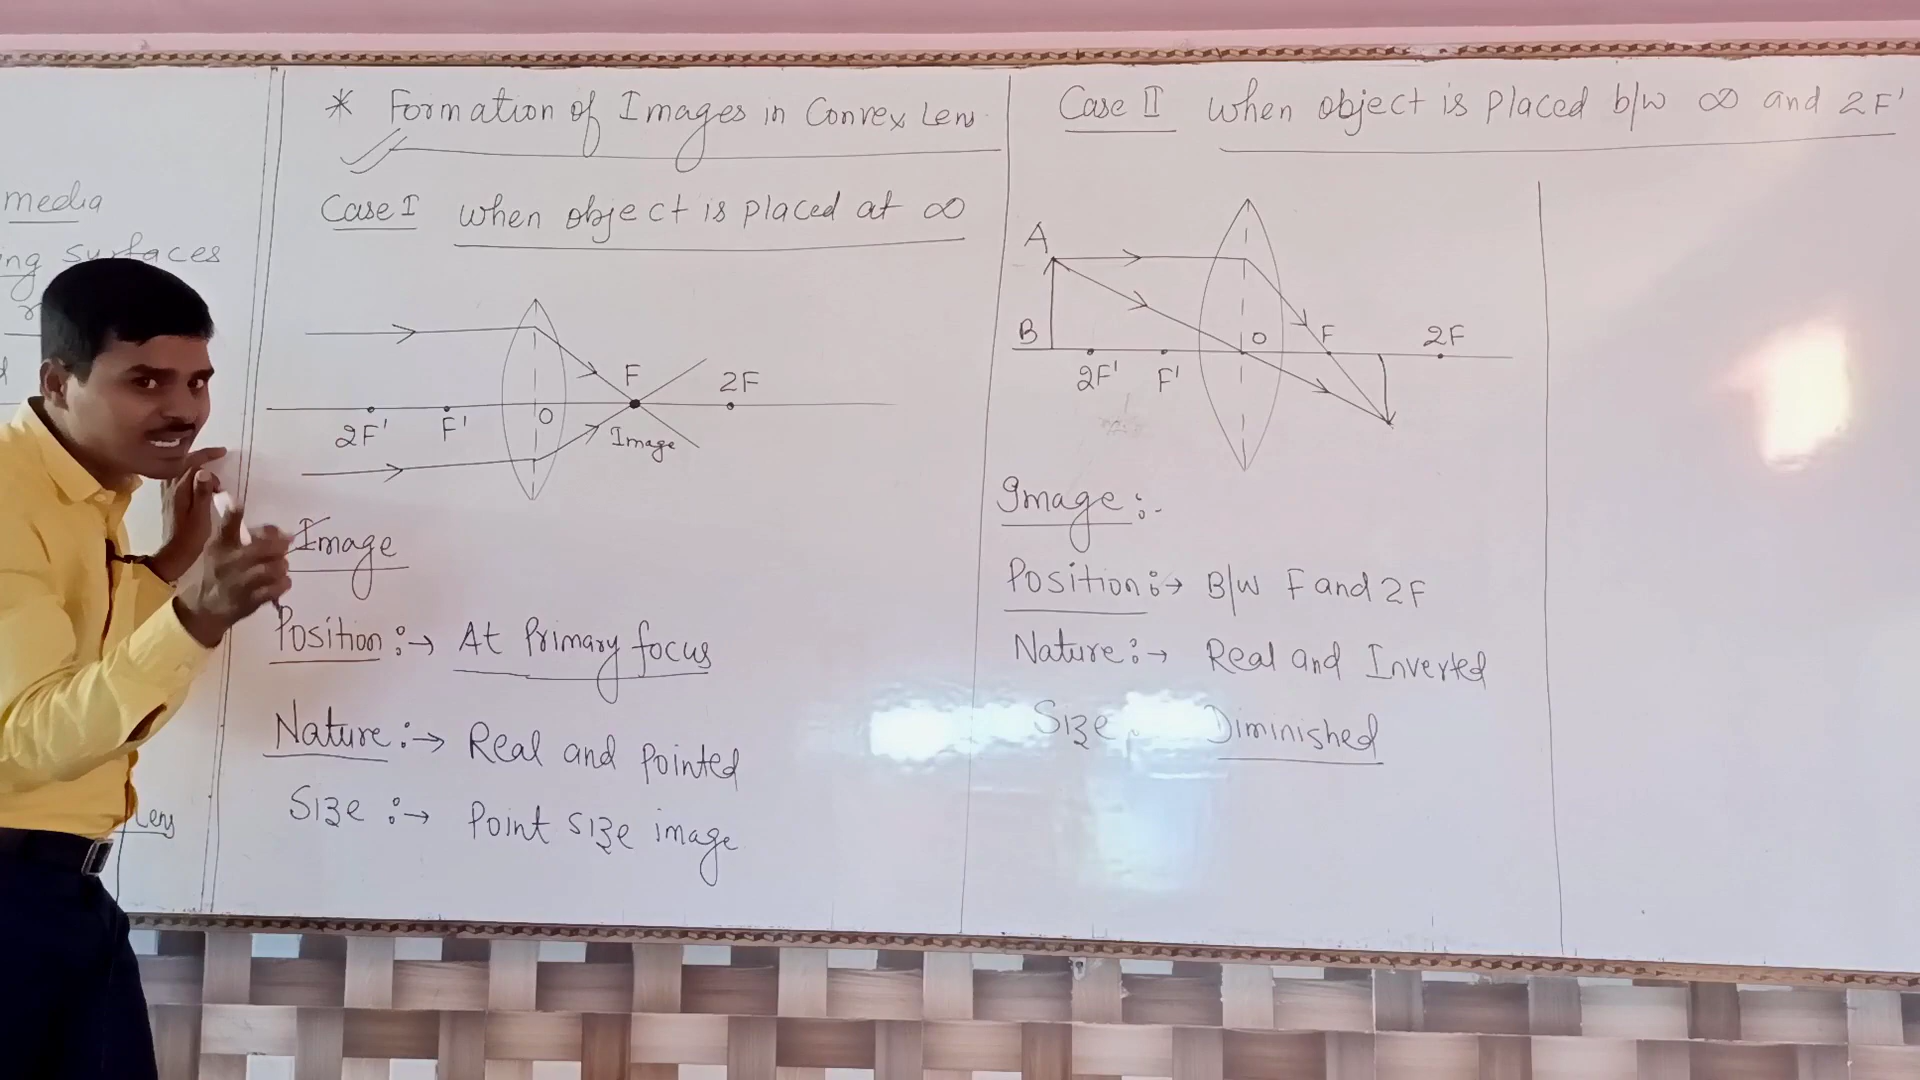 media
ing surfaces
Lens
* Formation of Images in Convex Lens
Case I when object is placed at ∞
F
2F
2F' F' O
Image
Image
Position :→ At Primary focus
Nature :→ Real and Pointed
Size :→ Point size image
Case II when object is placed b/w ∞ and 2F'
A
B O F 2F
2F' F'
Image :-
Position :→ B/w F and 2F
Nature :→ Real and Inverted
Size : Diminished